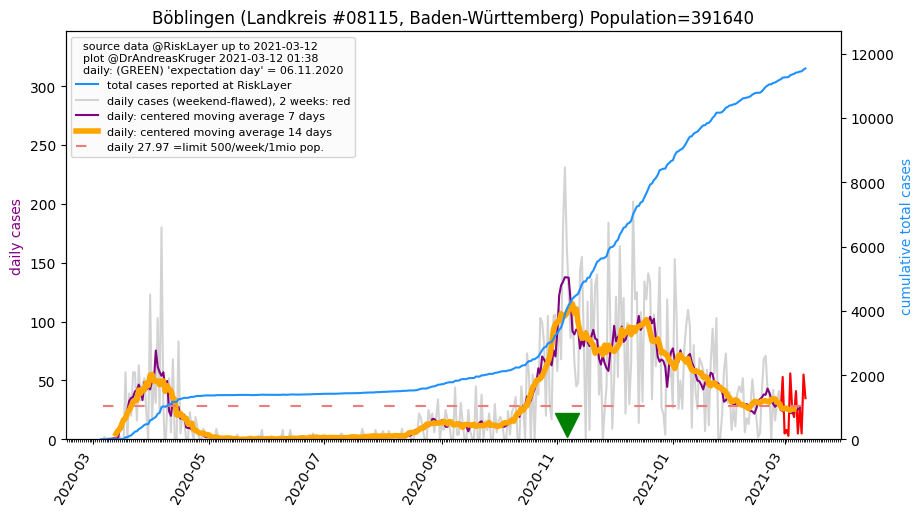 Böblingen (Landkreis #08115, Baden-Württemberg) Population=391640
source data @RiskLayer up to 2021-03-12
plot @DrAndreasKruger 2021-03-12 01:38
daily: (GREEN) 'expectation day' = 06.11.2020
total cases reported at RiskLayer
daily cases (weekend-flawed), 2 weeks: red
daily: centered moving average 7 days
daily: centered moving average 14 days
daily 27.97 =limit 500/week/1mio pop.
daily cases
300
250
200
150
100
50
0
12000
10000
8000
6000
4000
2000
0
cumulative total cases
2020-03
2020-05
2020-07
2020-09
2020-11
2021-01
2021-03